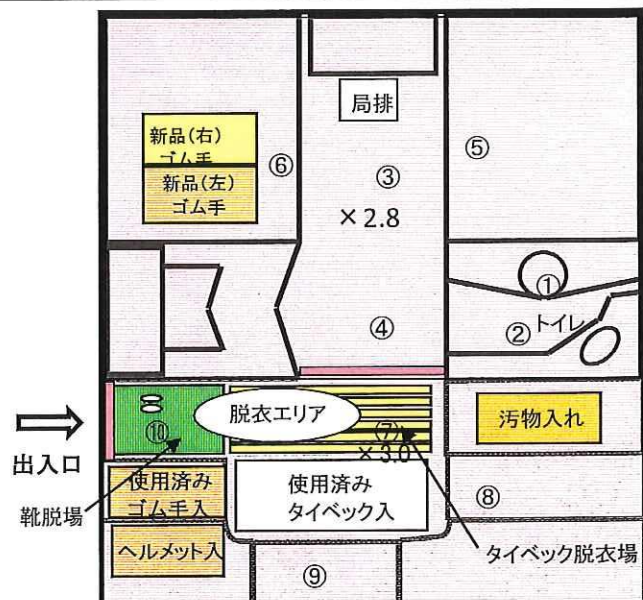 局排
新品(右)
ゴム手
新品(左)
ゴム手
⑥
③
⑤
×2.8
①
④
②
トイレ
脱衣エリア
⑩
⑦
×3.0
汚物入れ
出入口
使用済み
ゴム手入
使用済み
タイベック入
⑧
靴脱場
ヘルメット入
タイベック脱衣場
⑨